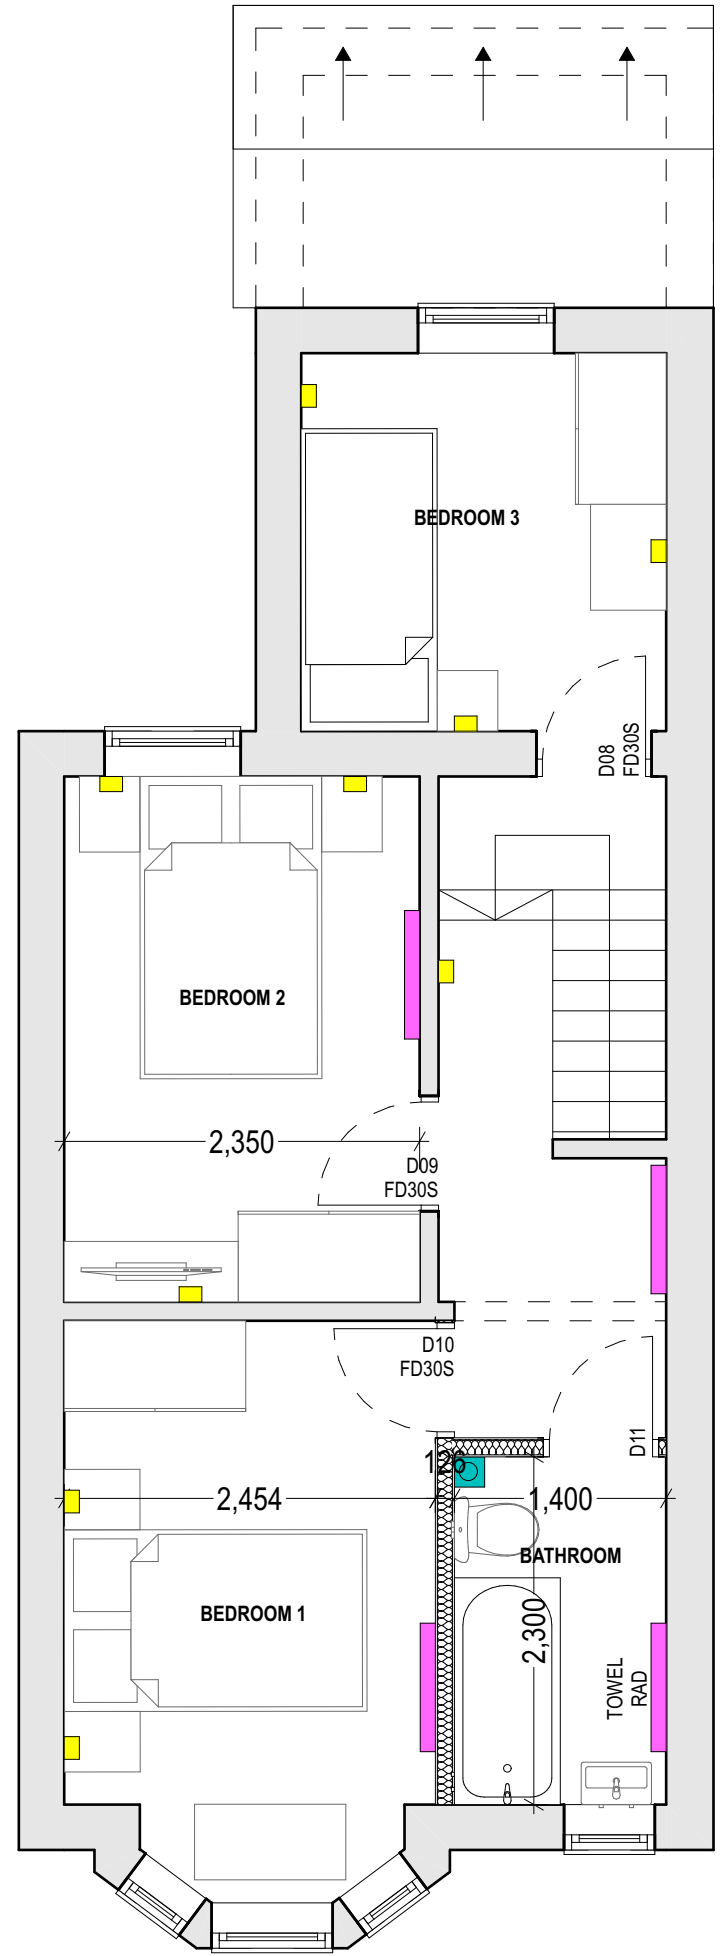 BEDROOM 3
D08
FD30S
BEDROOM 2
2,350
D09
FD30S
D10
FD30S
D11
126
2,454
1,400
BATHROOM
BEDROOM 1
2,300
TOWEL
RAD